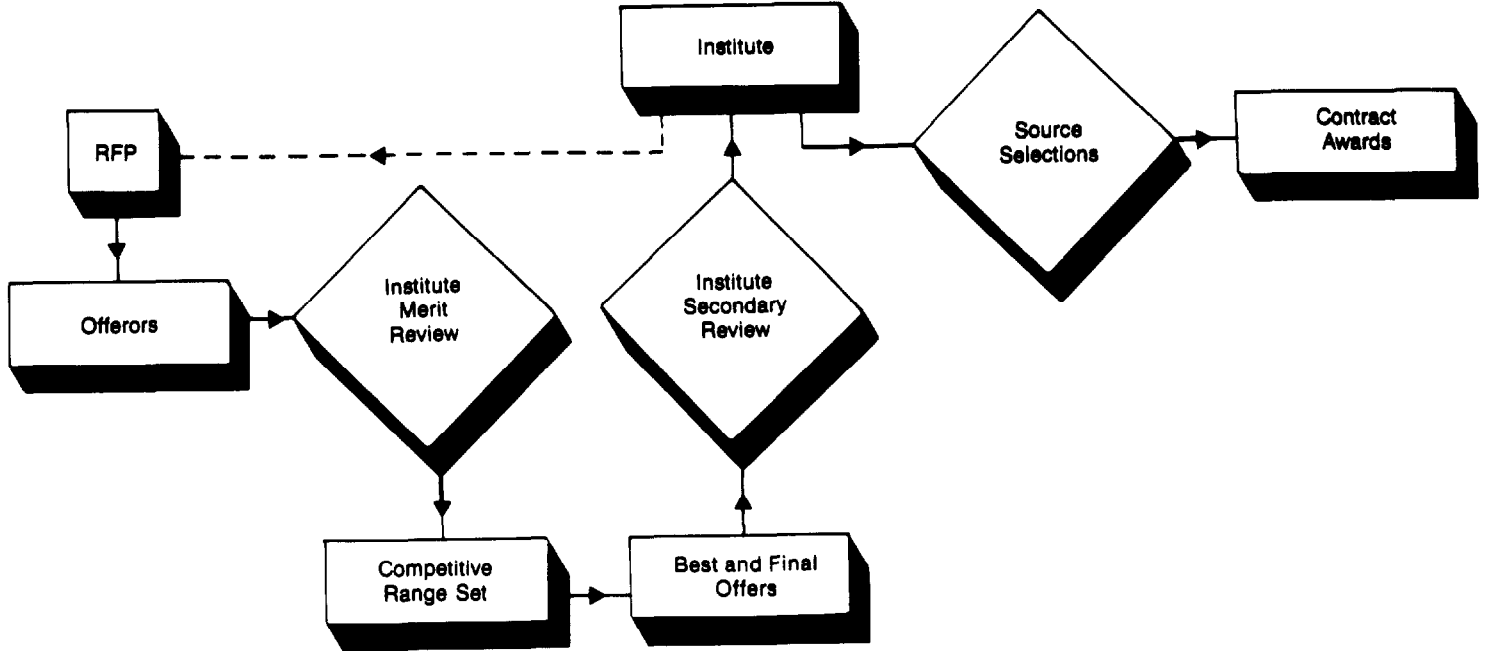 Institute
RFP
Source
Selections
Contract
Awards
Offerors
Institute
Merit
Review
Institute
Secondary
Review
Competitive
Range Set
Best and Final
Offers